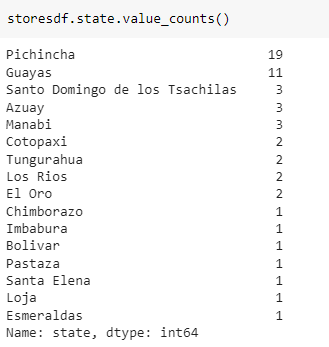 storesdf.state.value_counts()
Pichincha 19
Guayas 11
Santo Domingo de los Tsachilas 3
Azuay 3
Manabi 3
Cotopaxi 2
Tungurahua 2
Los Rios 2
El Oro 2
Chimborazo 1
Imbabura 1
Bolivar 1
Pastaza 1
Santa Elena 1
Loja 1
Esmeraldas 1
Name: state, dtype: int64